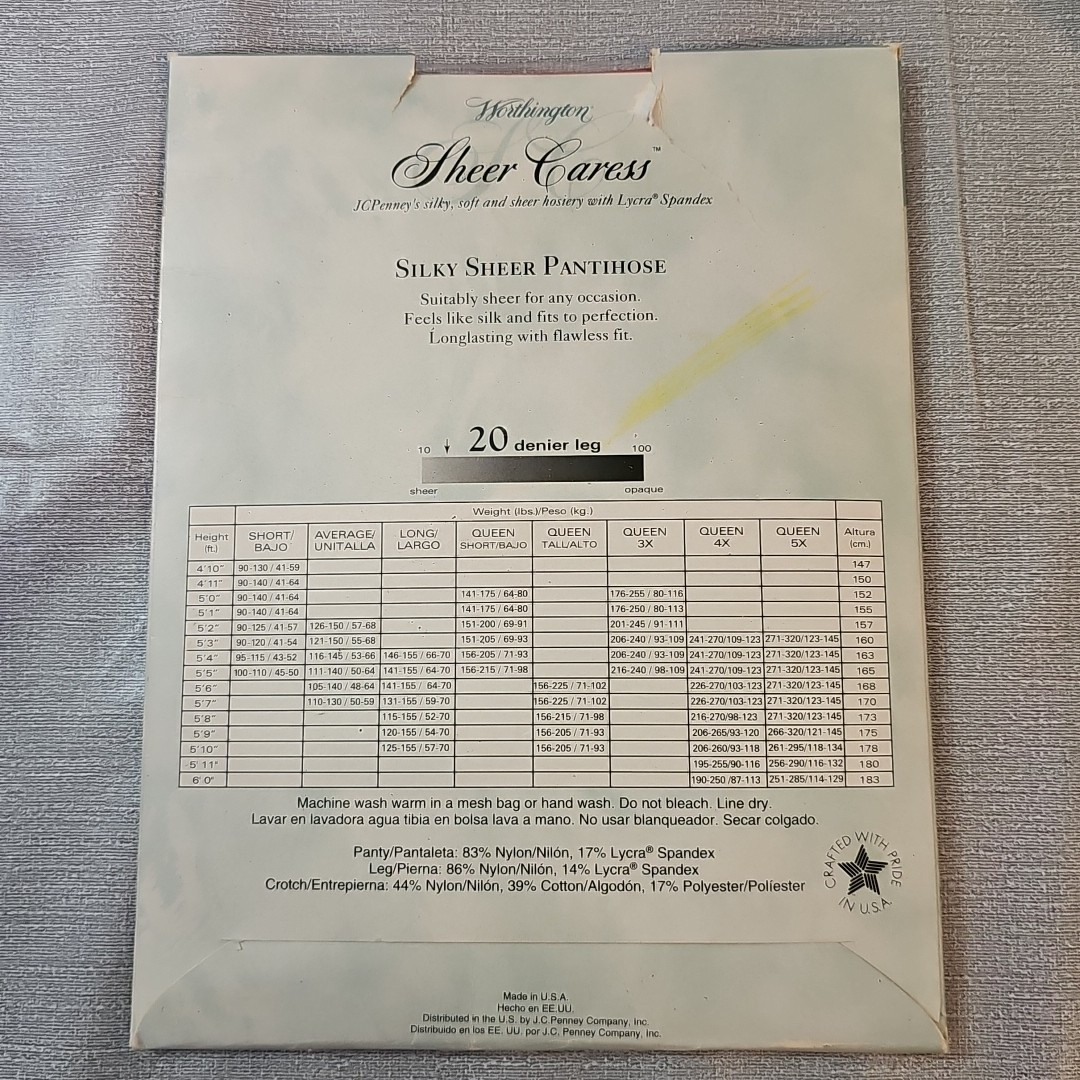 Worthington®
Sheer Caress™
JCPenney's silky, soft and sheer hosiery with Lycra® Spandex
SILKY SHEER PANTIHOSE
Suitably sheer for any occasion.
Feels like silk and fits to perfection.
Longlasting with flawless fit.
10 20 denier leg 100
sheer opaque
Weight (lbs.)/Peso (kg.)
Height (ft.) SHORT/BAJO AVERAGE/UNITALLA LONG/LARGO QUEEN SHORT/BAJO QUEEN TALL/ALTO QUEEN 3X QUEEN 4X QUEEN 5X Altura (cm.)
4'10" 90-130 / 41-59 147
4'11" 90-140 / 41-64 150
5'0" 90-140 / 41-64 141-175 / 64-80 176-255 / 80-116 152
5'1" 90-140 / 41-64 141-175 / 64-80 176-250 / 80-113 155
5'2" 90-125 / 41-57 126-150 / 57-68 151-200 / 69-91 201-245 / 91-111 157
5'3" 90-120 / 41-54 121-150 / 55-68 151-205 / 69-93 206-240 / 93-109 241-270/109-123 271-320/123-145 160
5'4" 95-115 / 43-52 116-145 / 53-66 146-155 / 66-70 156-205 / 71-93 206-240 / 93-109 241-270/109-123 271-320/123-145 163
5'5" 100-110 / 45-50 111-140 / 50-64 141-155 / 64-70 156-215 / 71-98 216-240 / 98-109 241-270/109-123 271-320/123-145 165
5'6" 105-140 / 48-64 141-155 / 64-70 156-225 / 71-102 226-270/103-123 271-320/123-145 168
5'7" 110-130 / 50-59 131-155 / 59-70 156-225 / 71-102 226-270/103-123 271-320/123-145 170
5'8" 115-155 / 52-70 156-215 / 71-98 216-270/98-123 271-320/123-145 173
5'9" 120-155 / 54-70 156-205 / 71-93 206-265/93-120 266-320/121-145 175
5'10" 125-155 / 57-70 156-205 / 71-93 206-260/93-118 261-295/118-134 178
5'11" 195-255/90-116 256-290/116-132 180
6'0" 190-250 /87-113 251-285/114-129 183
Machine wash warm in a mesh bag or hand wash. Do not bleach. Line dry.
Lavar en lavadora agua tibia en bolsa lava a mano. No usar blanqueador. Secar colgado.
Panty/Pantaleta: 83% Nylon/Nilón, 17% Lycra® Spandex
Leg/Pierna: 86% Nylon/Nilón, 14% Lycra® Spandex
Crotch/Entrepierna: 44% Nylon/Nilón, 39% Cotton/Algodón, 17% Polyester/Políester
CRAFTED WITH PRIDE IN U.S.A.
Made in U.S.A.
Hecho en EE.UU.
Distributed in the U.S. by J.C.Penney Company, Inc.
Distribuido en los EE. UU. por J.C. Penney Company, Inc.